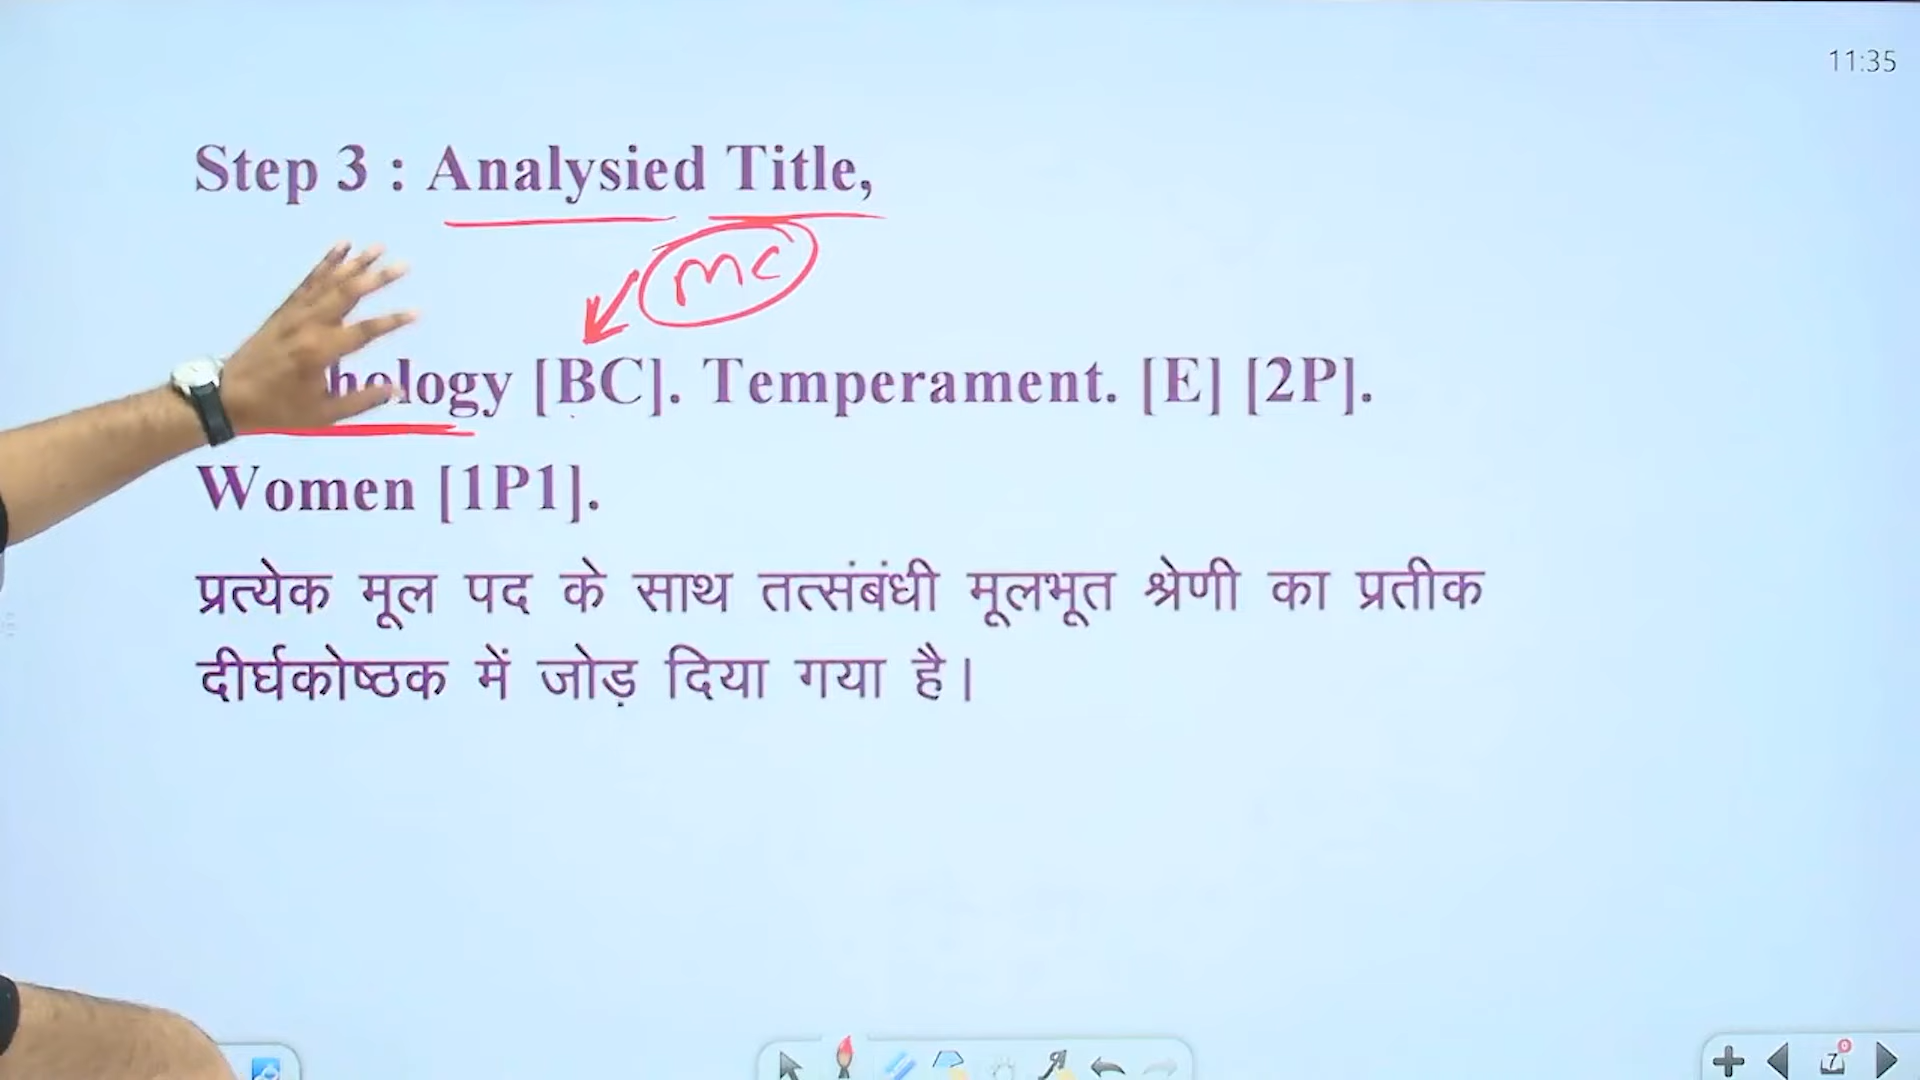 11:35
Step 3 : Analysied Title,
mc
hology [BC]. Temperament. [E] [2P].
Women [1P1].
प्रत्येक मूल पद के साथ तत्संबंधी मूलभूत श्रेणी का प्रतीक
दीर्घकोष्ठक में जोड़ दिया गया है।
7